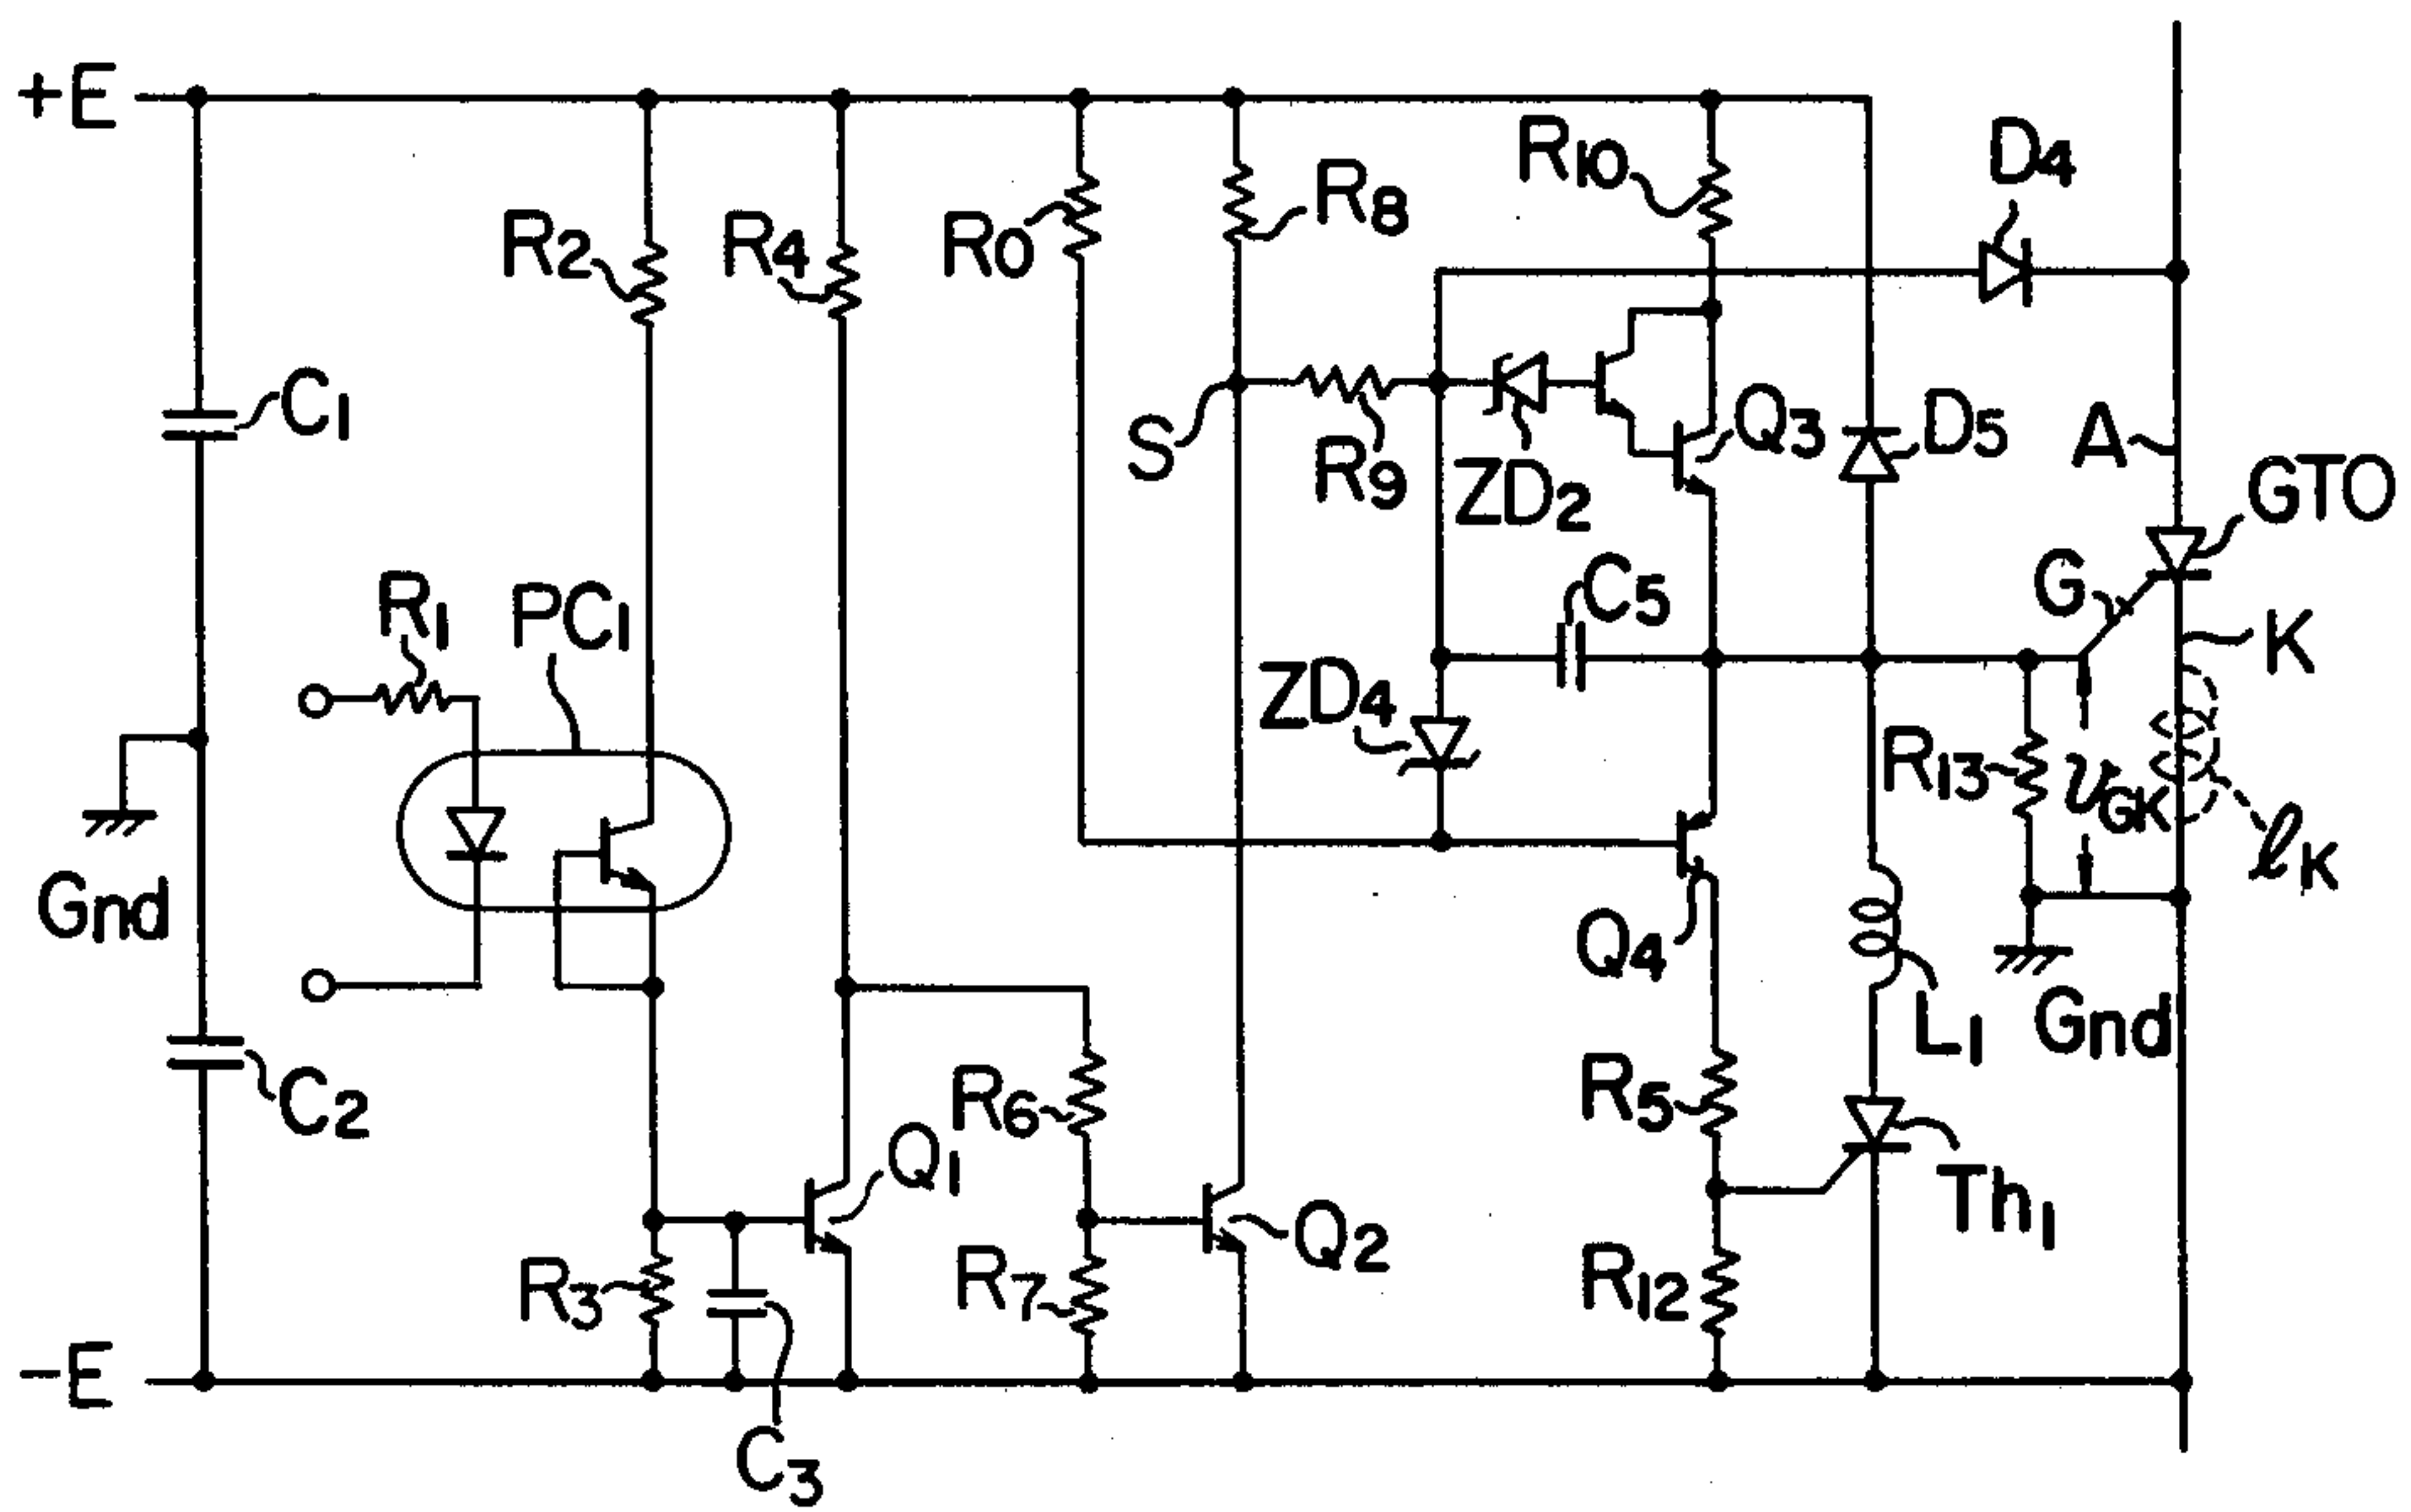 +E
C1
R2
R4
R0
R8
R10
D4
S
R9
ZD2
Q3
D5
A
GTO
G
K
R1
PC1
C5
ZD4
R13
VGK
ℓK
Gnd
Q4
L1
Gnd
C2
R6
R5
Q1
Q2
Th1
R3
R7
R12
-E
C3